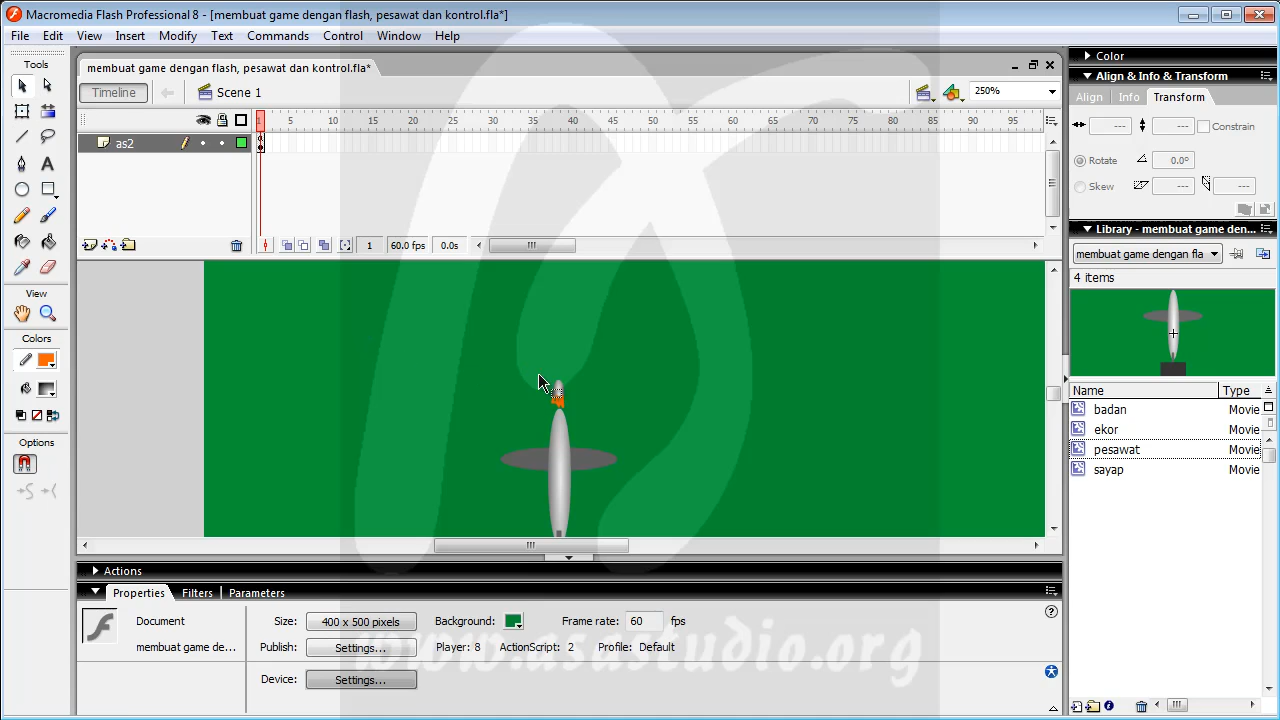 Macromedia Flash Professional 8 - [membuat game dengan flash, pesawat dan kontrol.fla*]
File Edit View Insert Modify Text Commands Control Window Help
Tools
membuat game dengan flash, pesawat dan kontrol.fla*
Timeline Scene 1 250%
1 5 10 15 20 25 30 35 40 45 50 55 60 65 70 75 80 85 90 95
as2
1 60.0 fps 0.0s
View
Colors
Options
Color
Align & Info & Transform
Align Info Transform
--- --- Constrain
Rotate 0.0°
Skew --- ---
Library - membuat game den...
membuat game dengan fla
4 items
Name Type
badan Movie
ekor Movie
pesawat Movie
sayap Movie
Actions
Properties Filters Parameters
Document Size: 400 x 500 pixels Background: Frame rate: 60 fps
membuat game de... Publish: Settings... Player: 8 ActionScript: 2 Profile: Default
Device: Settings...
www.asastudio.org